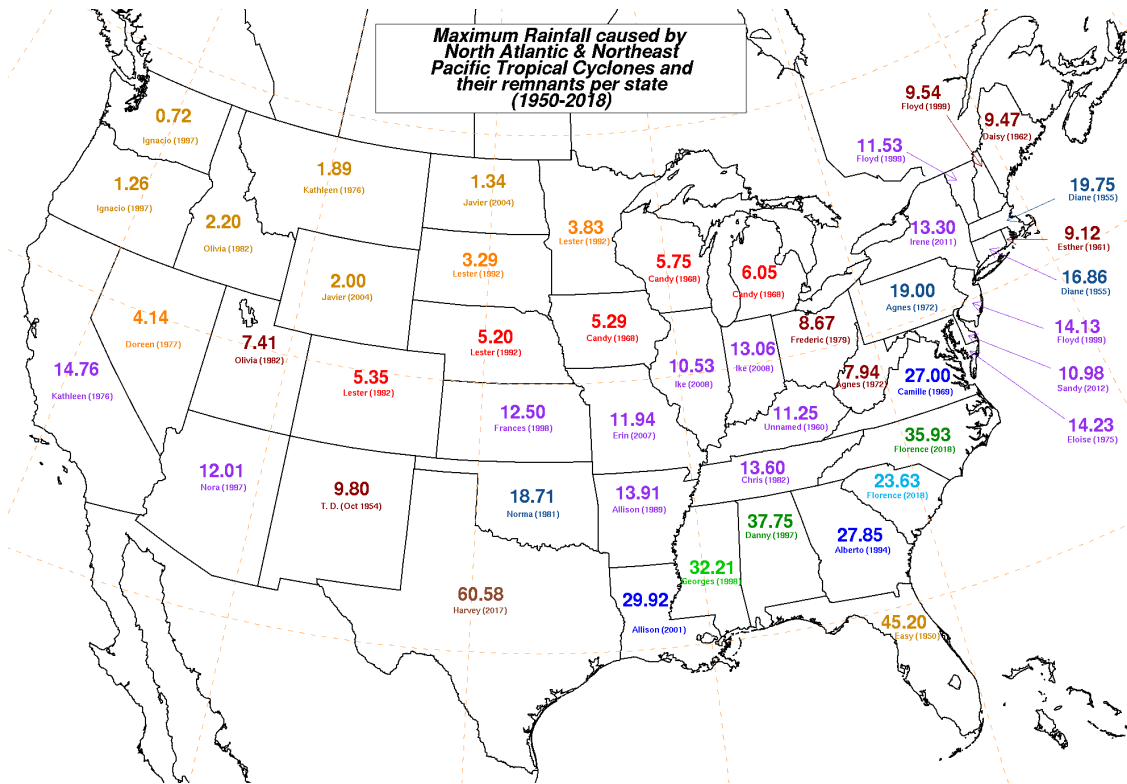 Maximum Rainfall caused by
North Atlantic & Northeast
Pacific Tropical Cyclones and
their remnants per state
(1950-2018)
0.72
Ignacio (1997)
1.26
Ignacio (1997)
2.20
Olivia (1982)
1.89
Kathleen (1976)
1.34
Javier (2004)
3.83
Lester (1992)
3.29
Lester (1992)
2.00
Javier (2004)
4.14
Doreen (1977)
14.76
Kathleen (1976)
7.41
Olivia (1982)
5.35
Lester (1992)
5.20
Lester (1992)
5.29
Candy (1968)
5.75
Candy (1968)
6.05
Candy (1968)
10.53
Ike (2008)
13.06
Ike (2008)
8.67
Frederic (1979)
7.94
Agnes (1972)
27.00
Camille (1969)
19.00
Agnes (1972)
13.30
Irene (2011)
11.53
Floyd (1999)
9.54
Floyd (1999)
9.47
Daisy (1962)
19.75
Diane (1955)
9.12
Esther (1961)
16.86
Diane (1955)
14.13
Floyd (1999)
10.98
Sandy (2012)
14.23
Eloise (1975)
12.50
Frances (1998)
11.94
Erin (2007)
11.25
Unnamed (1960)
35.93
Florence (2018)
13.60
Chris (1982)
23.63
Florence (2018)
12.01
Nora (1997)
9.80
T. D. (Oct 1954)
18.71
Norma (1981)
13.91
Allison (1989)
37.75
Danny (1997)
27.85
Alberto (1994)
32.21
Georges (1998)
60.58
Harvey (2017)
29.92
Allison (2001)
45.20
Easy (1950)